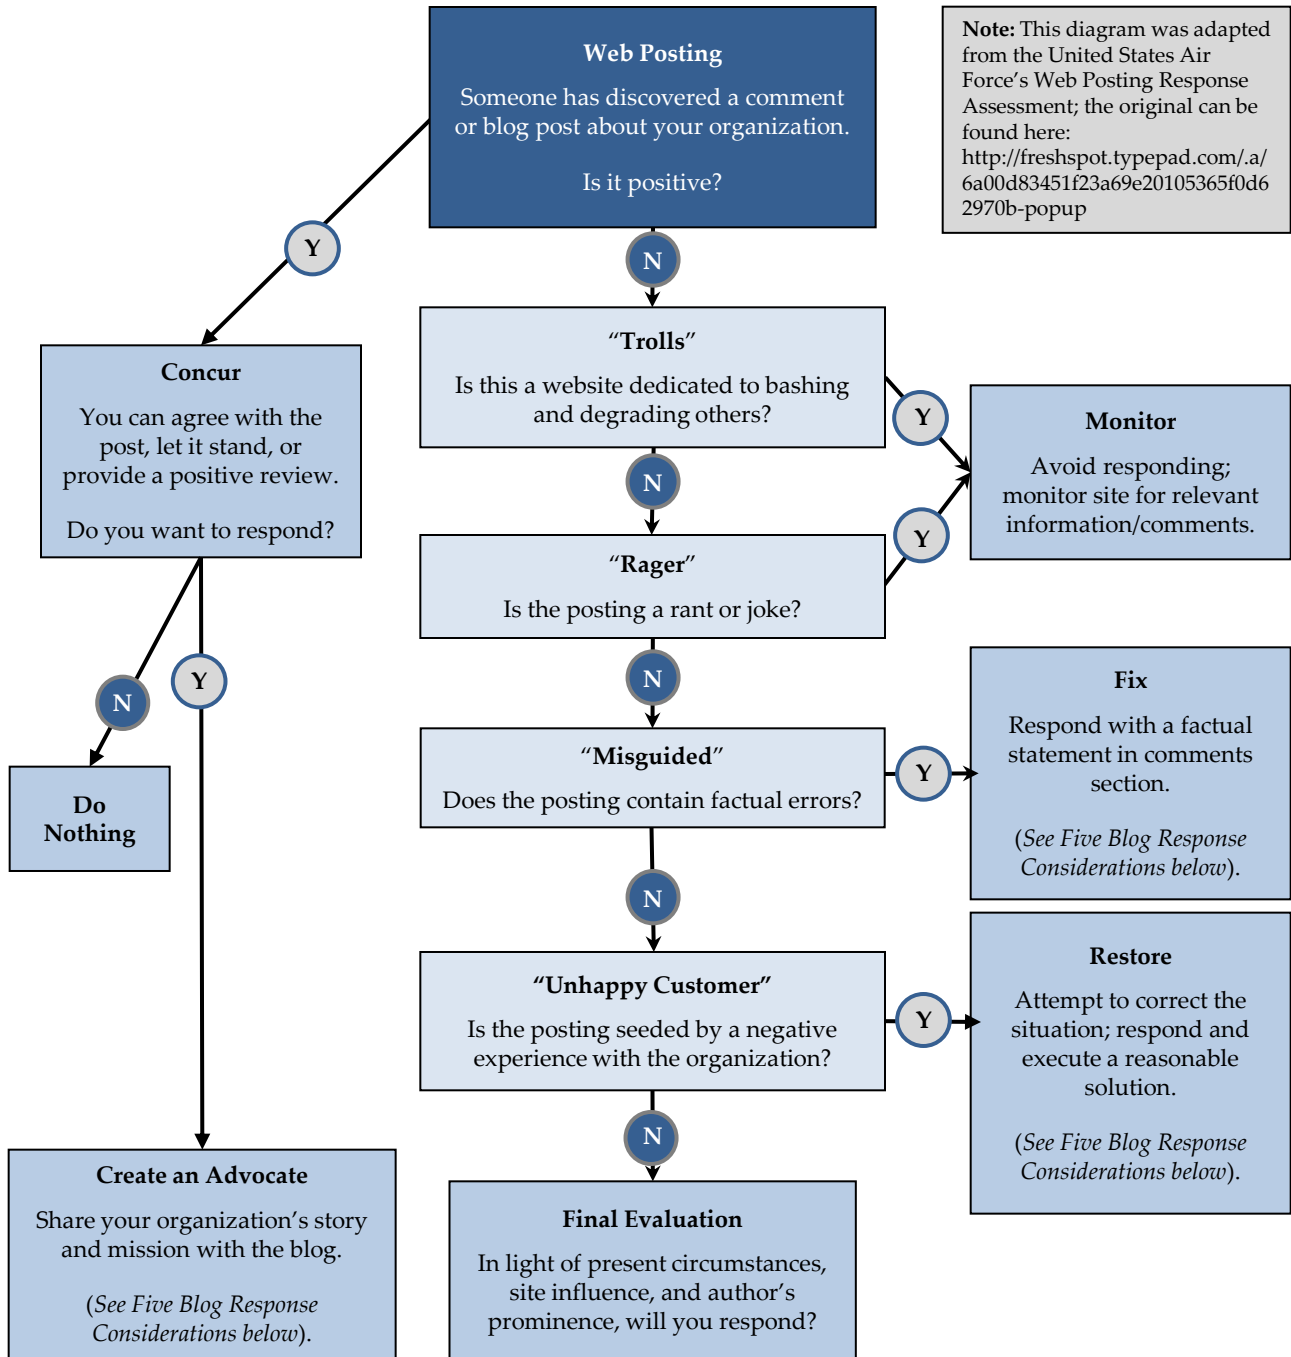 Web Posting
Someone has discovered a comment
or blog post about your organization.
Is it positive?
Note: This diagram was adapted
from the United States Air
Force’s Web Posting Response
Assessment; the original can be
found here:
http://freshspot.typepad.com/.a/
6a00d83451f23a69e20105365f0d6
2970b-popup
Y
N
Concur
You can agree with the
post, let it stand, or
provide a positive review.
Do you want to respond?
“Trolls”
Is this a website dedicated to bashing
and degrading others?
Y
Monitor
Avoid responding;
monitor site for relevant
information/comments.
N
“Rager”
Is the posting a rant or joke?
Y
N
Y
N
Do
Nothing
“Misguided”
Does the posting contain factual errors?
Y
Fix
Respond with a factual
statement in comments
section.
(See Five Blog Response
Considerations below).
N
“Unhappy Customer”
Is the posting seeded by a negative
experience with the organization?
Y
Restore
Attempt to correct the
situation; respond and
execute a reasonable
solution.
(See Five Blog Response
Considerations below).
N
Create an Advocate
Share your organization’s story
and mission with the blog.
(See Five Blog Response
Considerations below).
Final Evaluation
In light of present circumstances,
site influence, and author’s
prominence, will you respond?